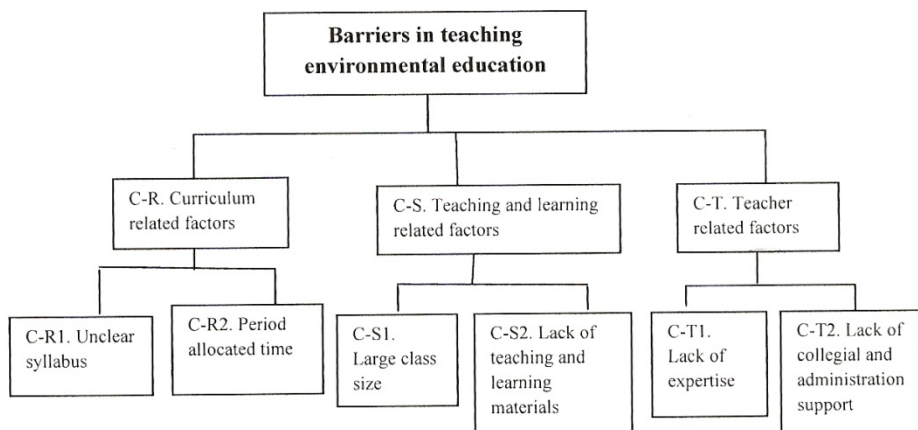 Barriers in teaching
environmental education
C-R. Curriculum
related factors
C-S. Teaching and learning
related factors
C-T. Teacher
related factors
C-R1. Unclear
syllabus
C-R2. Period
allocated time
C-S1.
Large class
size
C-S2. Lack of
teaching and
learning
materials
C-T1.
Lack of
expertise
C-T2. Lack of
collegial and
administration
support